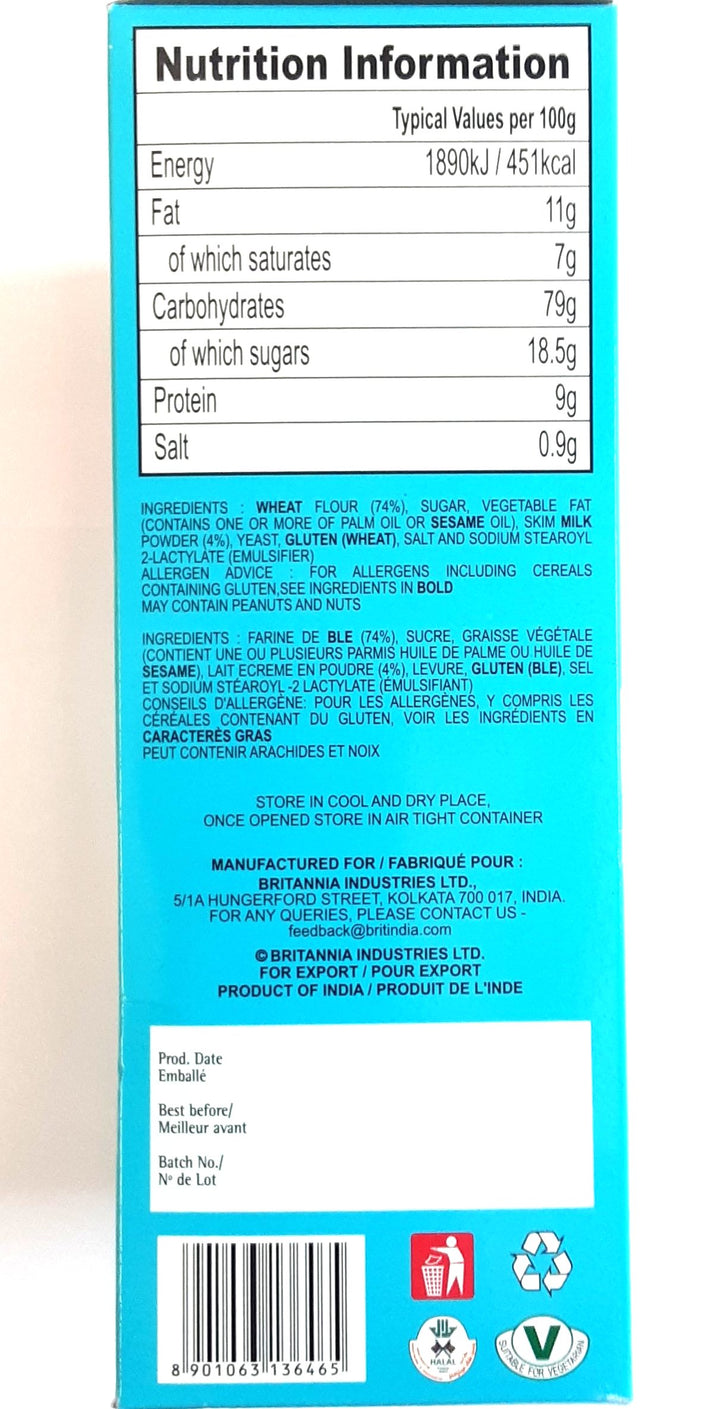 Nutrition Information
Typical Values per 100g
Energy 1890kJ / 451kcal
Fat 11g
of which saturates 7g
Carbohydrates 79g
of which sugars 18.5g
Protein 9g
Salt 0.9g
INGREDIENTS : WHEAT FLOUR (74%), SUGAR, VEGETABLE FAT
(CONTAINS ONE OR MORE OF PALM OIL OR SESAME OIL), SKIM MILK
POWDER (4%), YEAST, GLUTEN (WHEAT), SALT AND SODIUM STEAROYL
2-LACTYLATE (EMULSIFIER)
ALLERGEN ADVICE : FOR ALLERGENS INCLUDING CEREALS
CONTAINING GLUTEN,SEE INGREDIENTS IN BOLD
MAY CONTAIN PEANUTS AND NUTS
INGREDIENTS : FARINE DE BLE (74%), SUCRE, GRAISSE VÉGÉTALE
(CONTIENT UNE OU PLUSIEURS PARMIS HUILE DE PALME OU HUILE DE
SESAME), LAIT ECREME EN POUDRE (4%), LEVURE, GLUTEN (BLE), SEL
ET SODIUM STÉAROYL -2 LACTYLATE (ÉMULSIFIANT)
CONSEILS D'ALLERGÈNE: POUR LES ALLERGÈNES, Y COMPRIS LES
CÉRÉALES CONTENANT DU GLUTEN, VOIR LES INGRÉDIENTS EN
CARACTERÈS GRAS
PEUT CONTENIR ARACHIDES ET NOIX
STORE IN COOL AND DRY PLACE,
ONCE OPENED STORE IN AIR TIGHT CONTAINER
MANUFACTURED FOR / FABRIQUÉ POUR :
BRITANNIA INDUSTRIES LTD.,
5/1A HUNGERFORD STREET, KOLKATA 700 017, INDIA.
FOR ANY QUERIES, PLEASE CONTACT US -
feedback@britindia.com
© BRITANNIA INDUSTRIES LTD.
FOR EXPORT / POUR EXPORT
PRODUCT OF INDIA / PRODUIT DE L'INDE
Prod. Date
Emballé
Best before/
Meilleur avant
Batch No./
Nº de Lot
8 901063 136465
HALAL
V
SUITABLE FOR VEGETARIAN